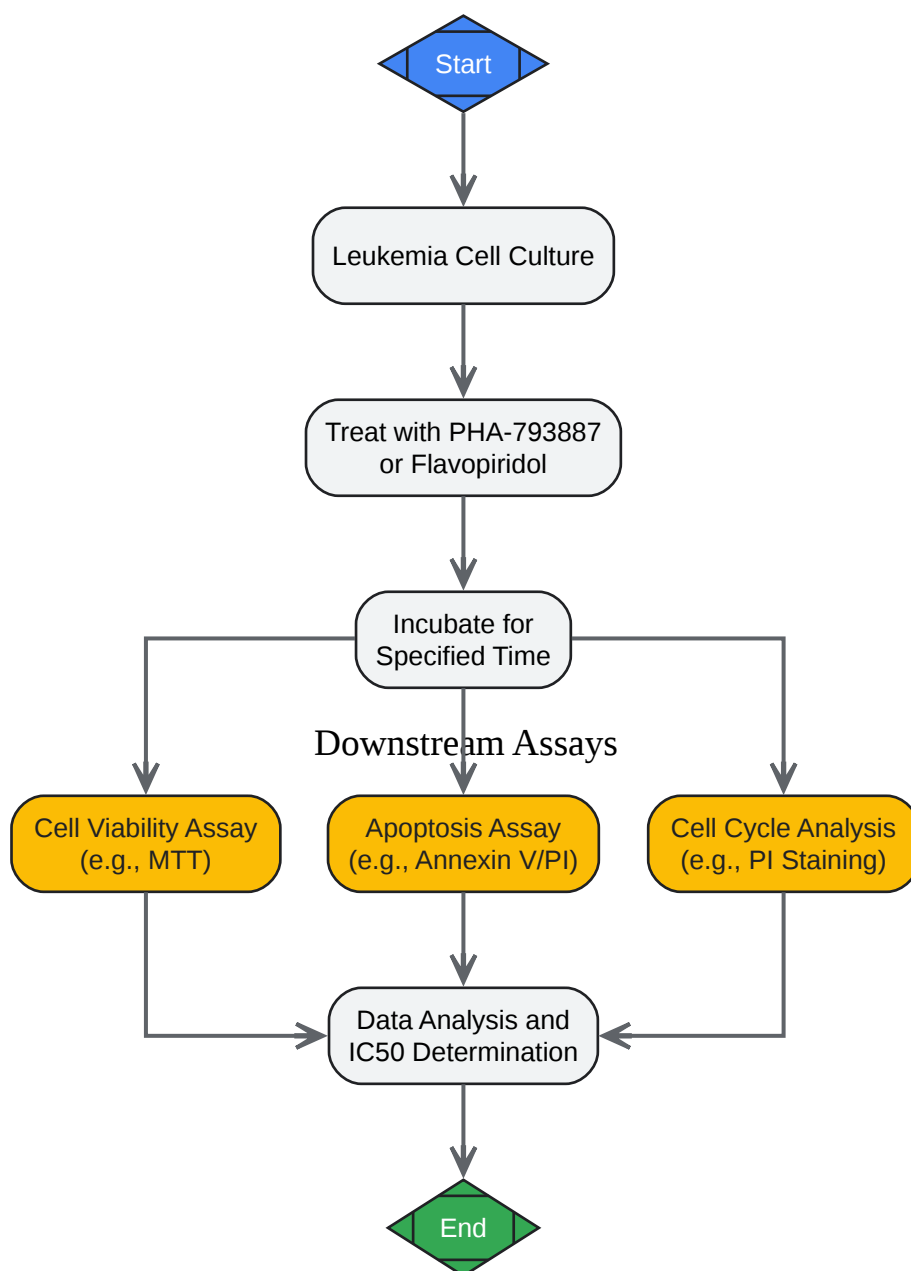 Start
Leukemia Cell Culture
Treat with PHA-793887
or Flavopiridol
Incubate for
Specified Time
Downstream Assays
Cell Viability Assay
(e.g., MTT)
Apoptosis Assay
(e.g., Annexin V/PI)
Cell Cycle Analysis
(e.g., PI Staining)
Data Analysis and
IC50 Determination
End